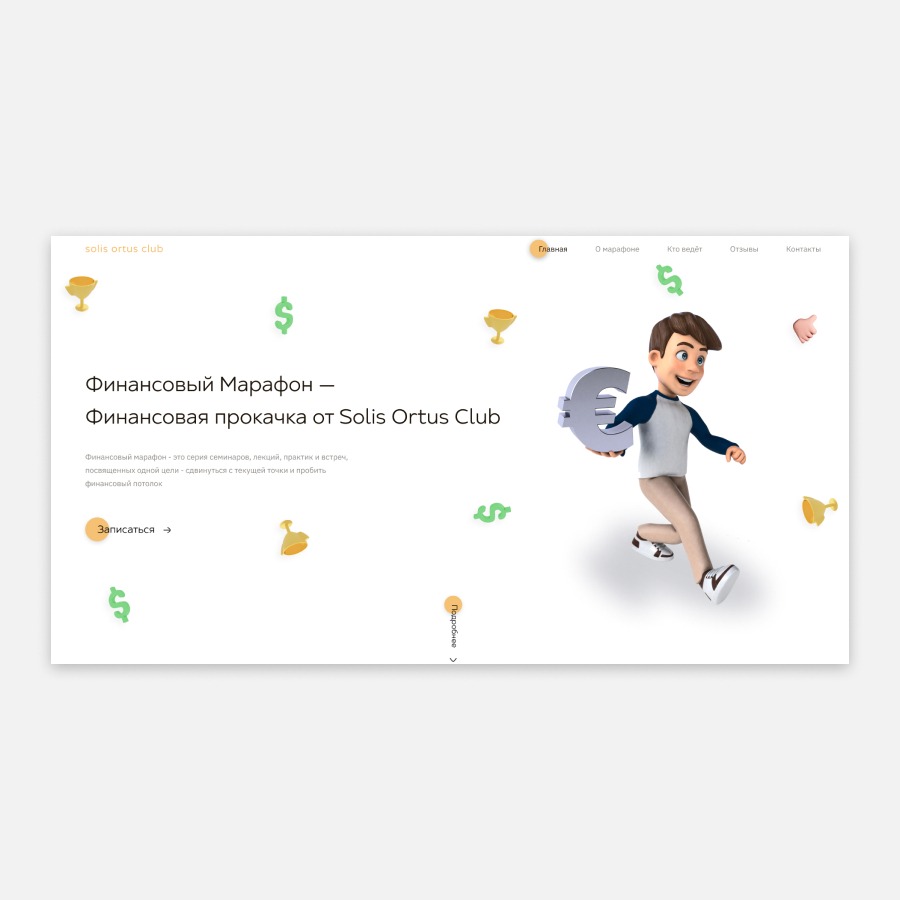 solis ortus club
Главная
О марафоне
Кто ведёт
Отзывы
Контакты
Финансовый Марафон —
Финансовая прокачка от Solis Ortus Club
Финансовый марафон - это серия семинаров, лекций, практик и встреч,
посвященных одной цели - сдвинуться с текущей точки и пробить
финансовый потолок
Записаться →
Подробнее